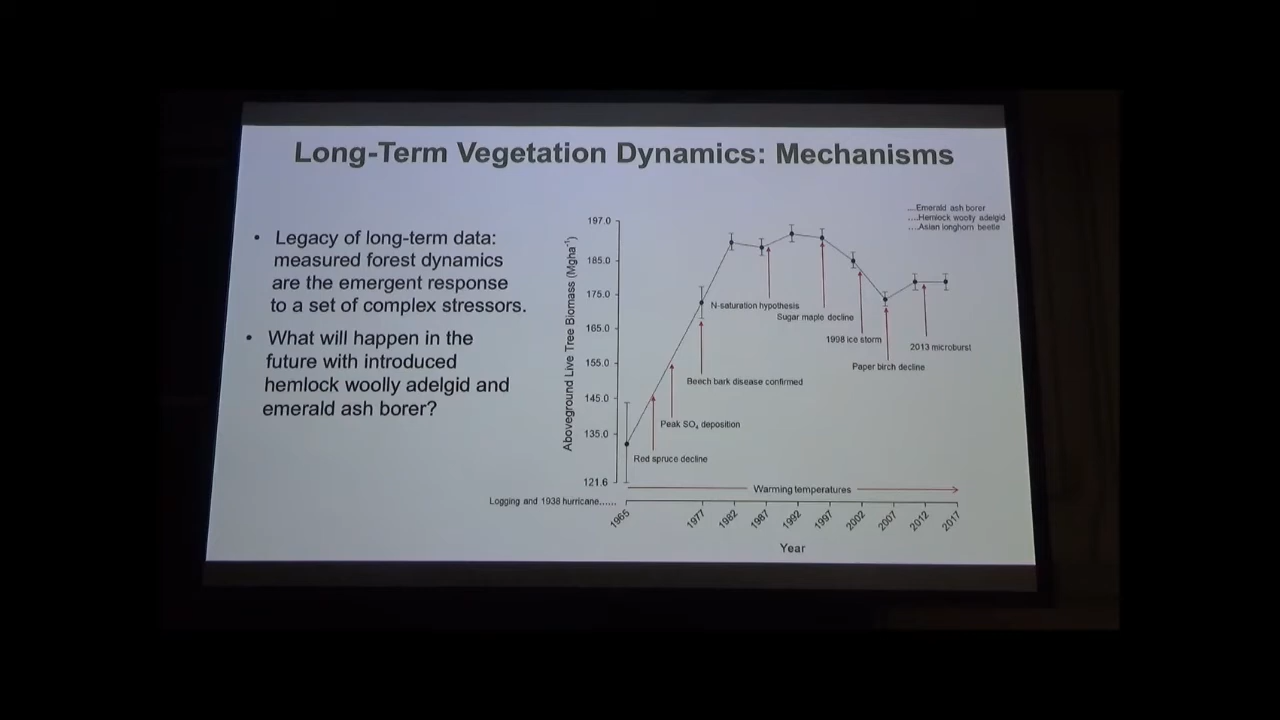 Long-Term Vegetation Dynamics: Mechanisms
• Legacy of long-term data:
measured forest dynamics
are the emergent response
to a set of complex stressors.
• What will happen in the
future with introduced
hemlock woolly adelgid and
emerald ash borer?
....Emerald ash borer
....Hemlock woolly adelgid
....Asian longhorn beetle
Aboveground Live Tree Biomass (Mgha⁻¹)
197.0
185.0
175.0
165.0
155.0
145.0
135.0
121.6
N-saturation hypothesis
Sugar maple decline
1998 ice storm
2013 microburst
Paper birch decline
Beech bark disease confirmed
Peak SO₄ deposition
Red spruce decline
Warming temperatures
Logging and 1938 hurricane......
1965 1977 1982 1987 1992 1997 2002 2007 2012 2017
Year